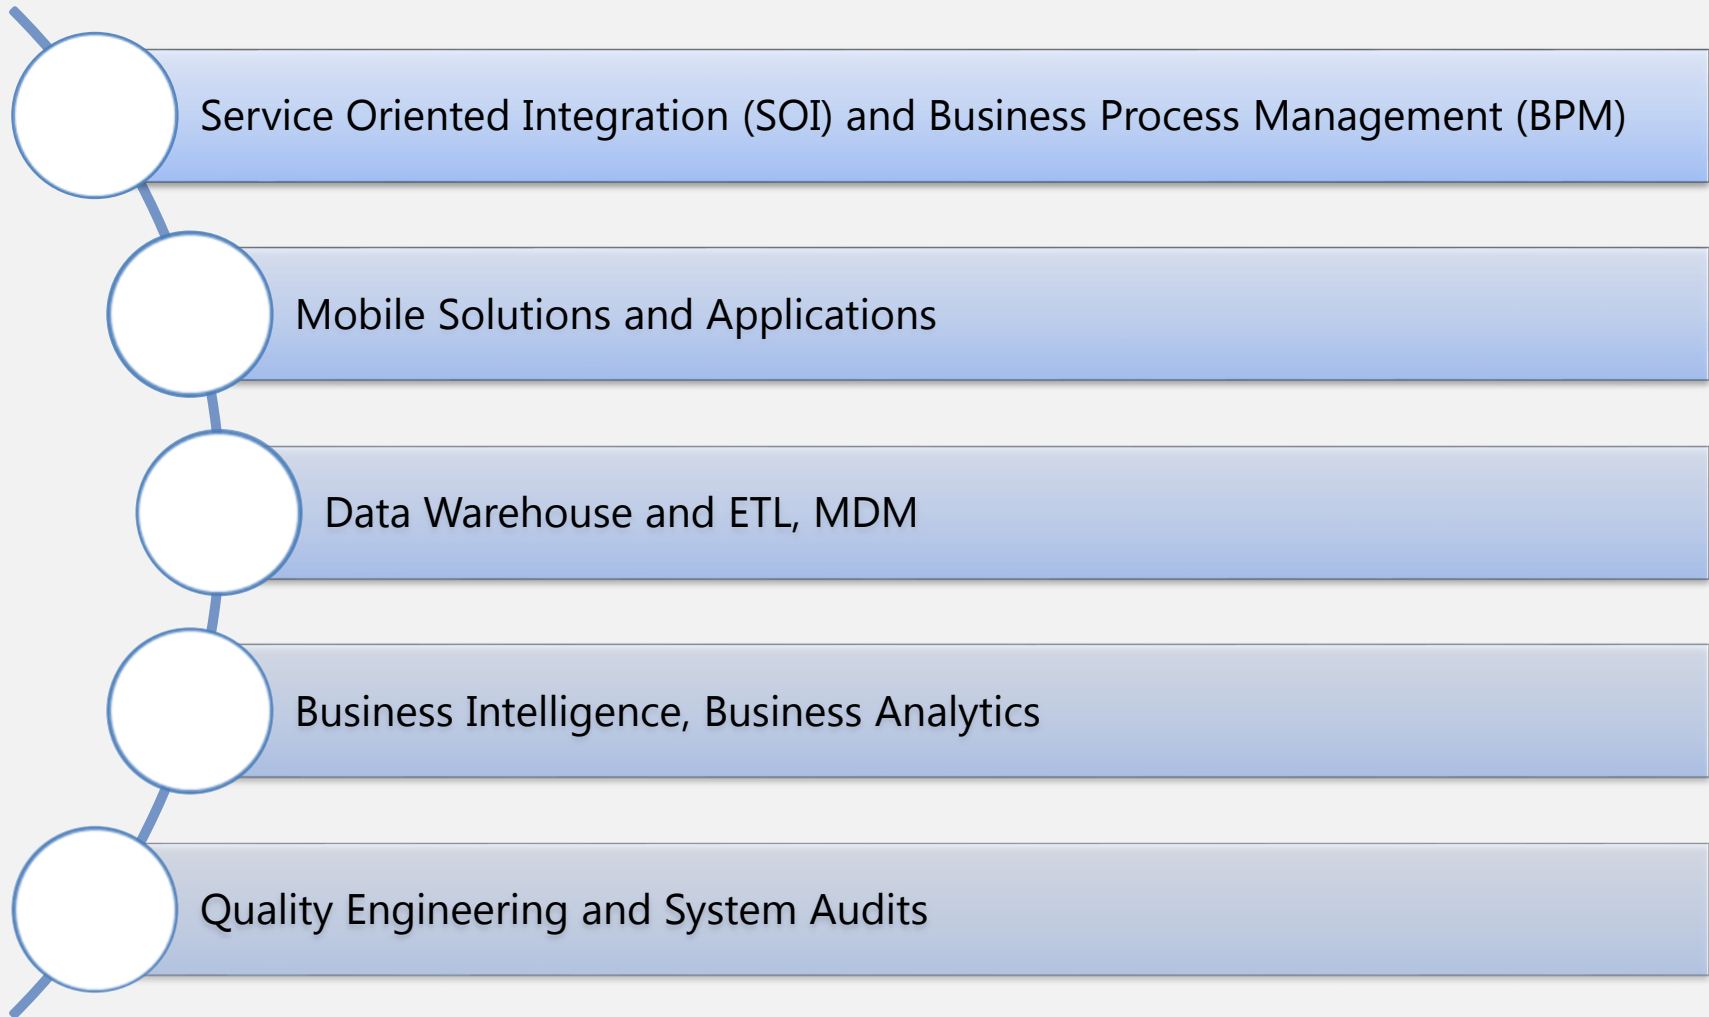 Service Oriented Integration (SOI) and Business Process Management (BPM)
Mobile Solutions and Applications
Data Warehouse and ETL, MDM
Business Intelligence, Business Analytics
Quality Engineering and System Audits